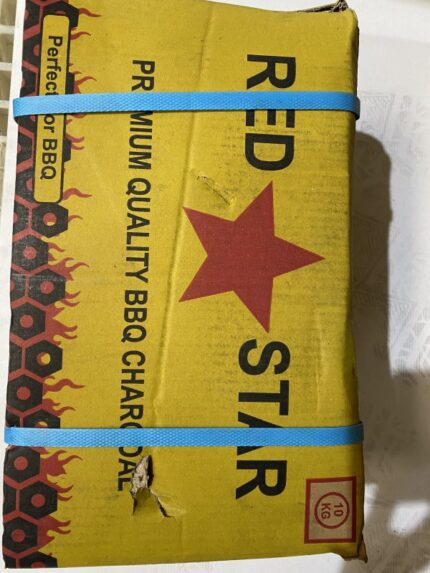 RED STAR
PREMIUM QUALITY BBQ CHARCOAL
Perfect for BBQ
10
KG